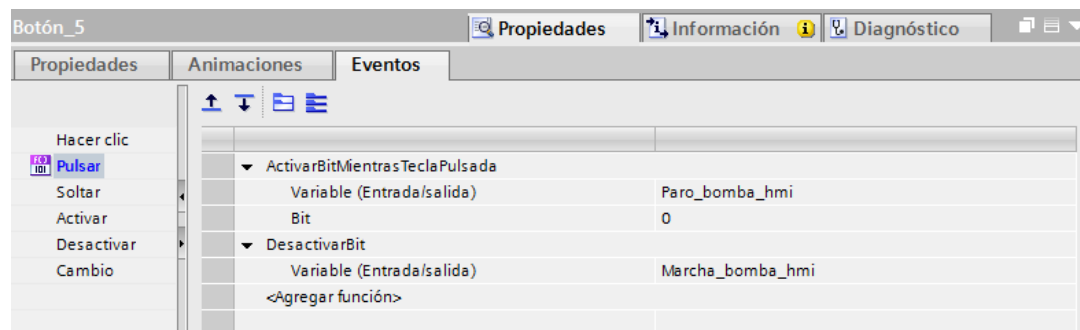 Botón_5
Propiedades
Información
Diagnóstico
Propiedades
Animaciones
Eventos
Hacer clic
Pulsar
ActivarBitMientrasTeclaPulsada
Soltar
Variable (Entrada/salida) Paro_bomba_hmi
Activar
Bit 0
Desactivar
DesactivarBit
Cambio
Variable (Entrada/salida) Marcha_bomba_hmi
<Agregar función>